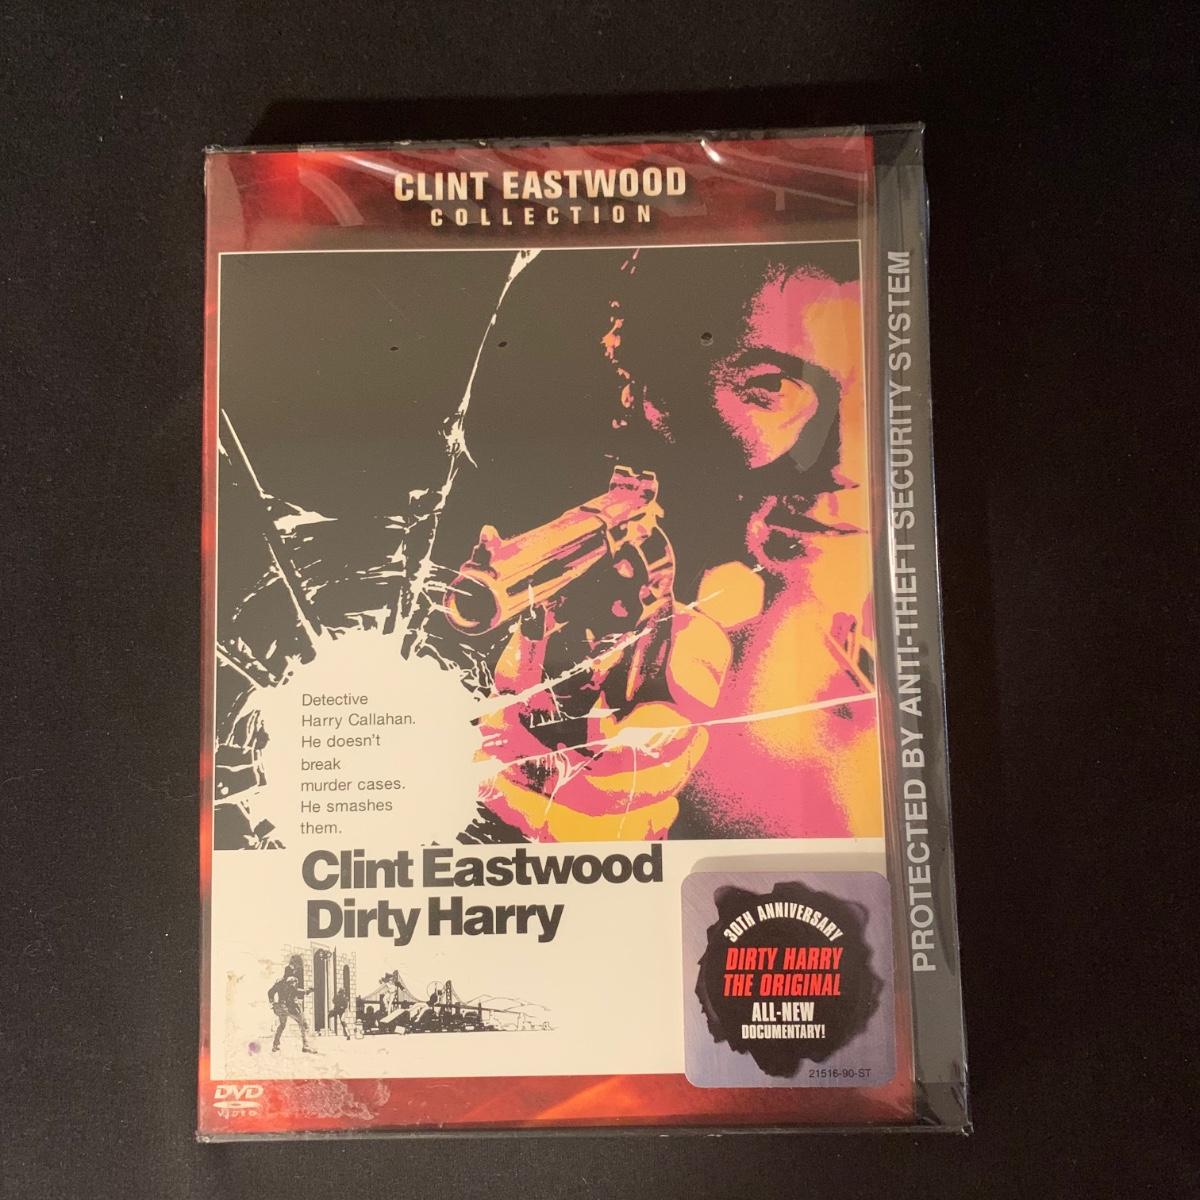 CLINT EASTWOOD
COLLECTION
PROTECTED BY ANTI-THEFT SECURITY SYSTEM
Detective
Harry Callahan.
He doesn't
break
murder cases.
He smashes
them.
Clint Eastwood
Dirty Harry
30TH ANNIVERSARY
DIRTY HARRY
THE ORIGINAL
ALL-NEW
DOCUMENTARY!
21516-90-ST
DVD
VIDEO